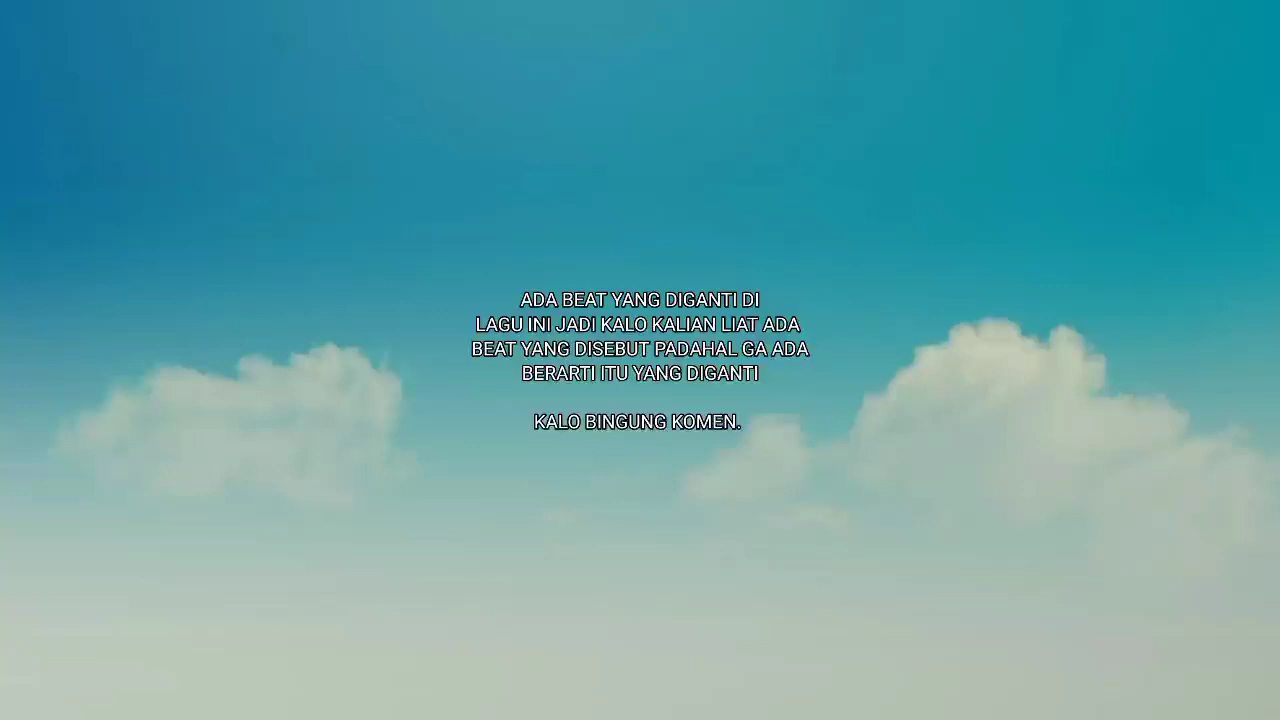 ADA BEAT YANG DIGANTI DI
LAGU INI JADI KALO KALIAN LIAT ADA
BEAT YANG DISEBUT PADAHAL GA ADA
BERARTI ITU YANG DIGANTI
KALO BINGUNG KOMEN.